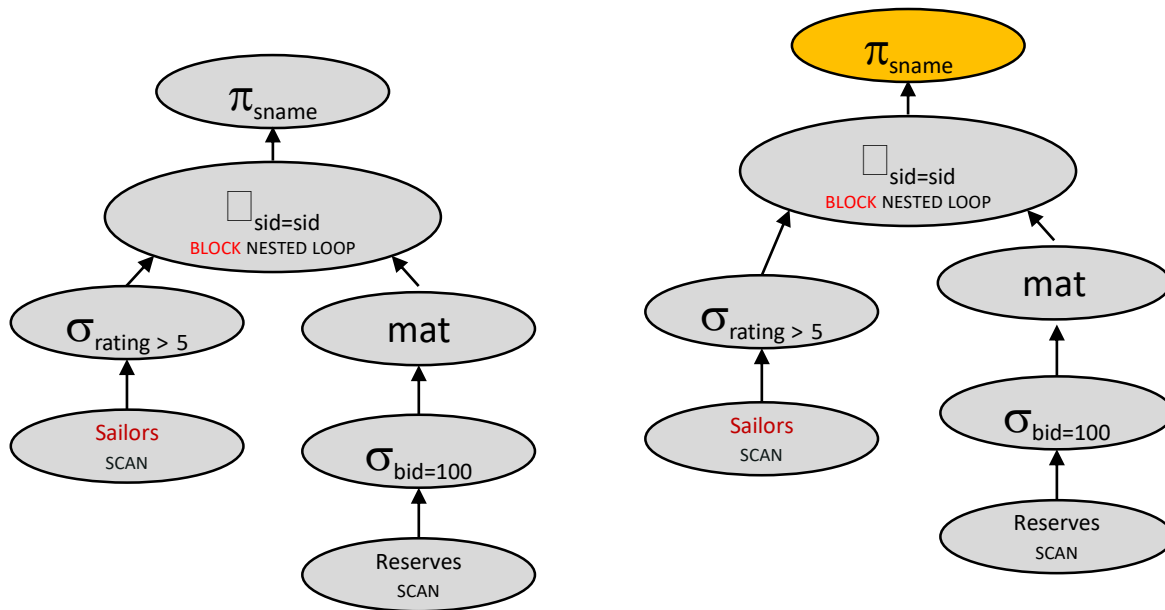 πsname
□sid=sid
BLOCK NESTED LOOP
σrating > 5
mat
Sailors
SCAN
σbid=100
Reserves
SCAN
πsname
□sid=sid
BLOCK NESTED LOOP
σrating > 5
mat
Sailors
SCAN
σbid=100
Reserves
SCAN